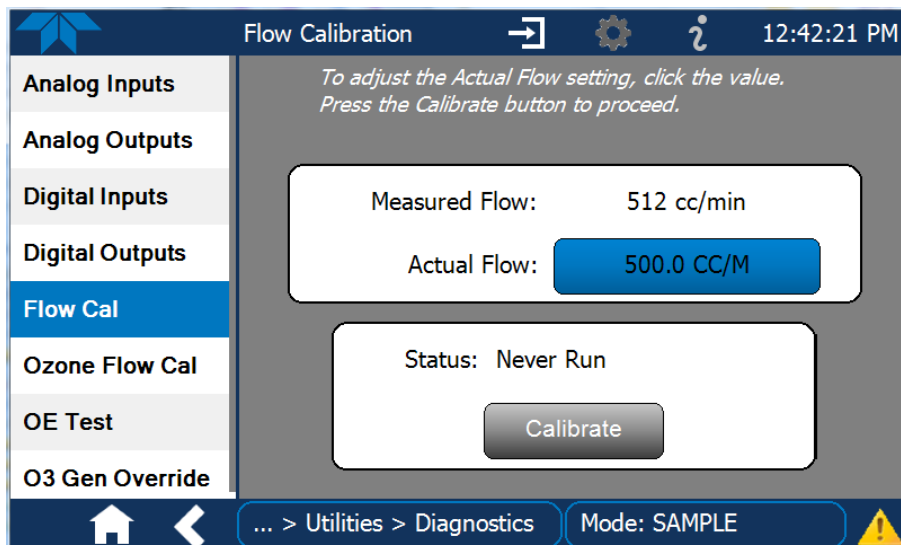 Flow Calibration
12:42:21 PM
Analog Inputs
Analog Outputs
Digital Inputs
Digital Outputs
Flow Cal
Ozone Flow Cal
OE Test
O3 Gen Override
To adjust the Actual Flow setting, click the value.
Press the Calibrate button to proceed.
Measured Flow: 512 cc/min
Actual Flow: 500.0 CC/M
Status: Never Run
Calibrate
... > Utilities > Diagnostics
Mode: SAMPLE